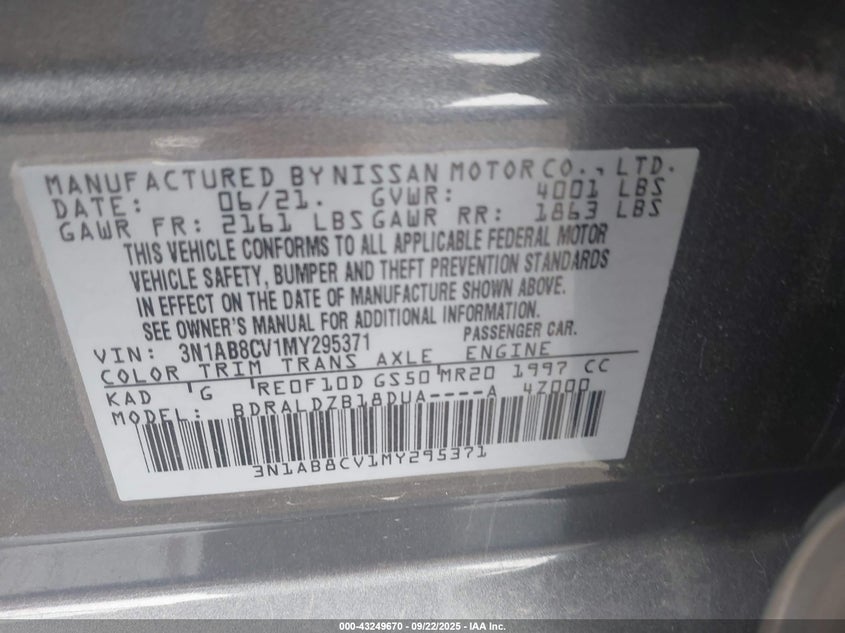 MANUFACTURED BY NISSAN MOTOR CO., LTD.
DATE: 06/21. GVWR: 4001 LBS
GAWR FR: 2161 LBS GAWR RR: 1863 LBS
THIS VEHICLE CONFORMS TO ALL APPLICABLE FEDERAL MOTOR
VEHICLE SAFETY, BUMPER AND THEFT PREVENTION STANDARDS
IN EFFECT ON THE DATE OF MANUFACTURE SHOWN ABOVE.
SEE OWNER'S MANUAL FOR ADDITIONAL INFORMATION.
VIN: 3N1AB8CV1MY295371 PASSENGER CAR.
COLOR TRIM TRANS AXLE ENGINE
KAD G RE0F10D GS50 MR20 1997 CC
MODEL: BDRALDZB18DUA----A 4Z000
3N1AB8CV1MY295371
000-43249670 - 09/22/2025 - IAA Inc.